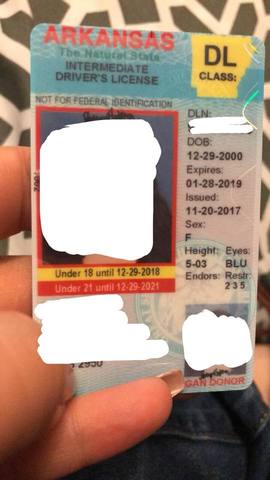 ARKANSAS
The Natural State
INTERMEDIATE
DRIVER'S LICENSE
DL
CLASS:
NOT FOR FEDERAL IDENTIFICATION
DLN:
DOB:
12-29-2000
Expires:
01-28-2019
Issued:
11-20-2017
Sex:
F
Height: Eyes:
5-03 BLU
Endors: Restr:
2 3 5
Under 18 until 12-29-2018
Under 21 until 12-29-2021
2950
GAN DONOR